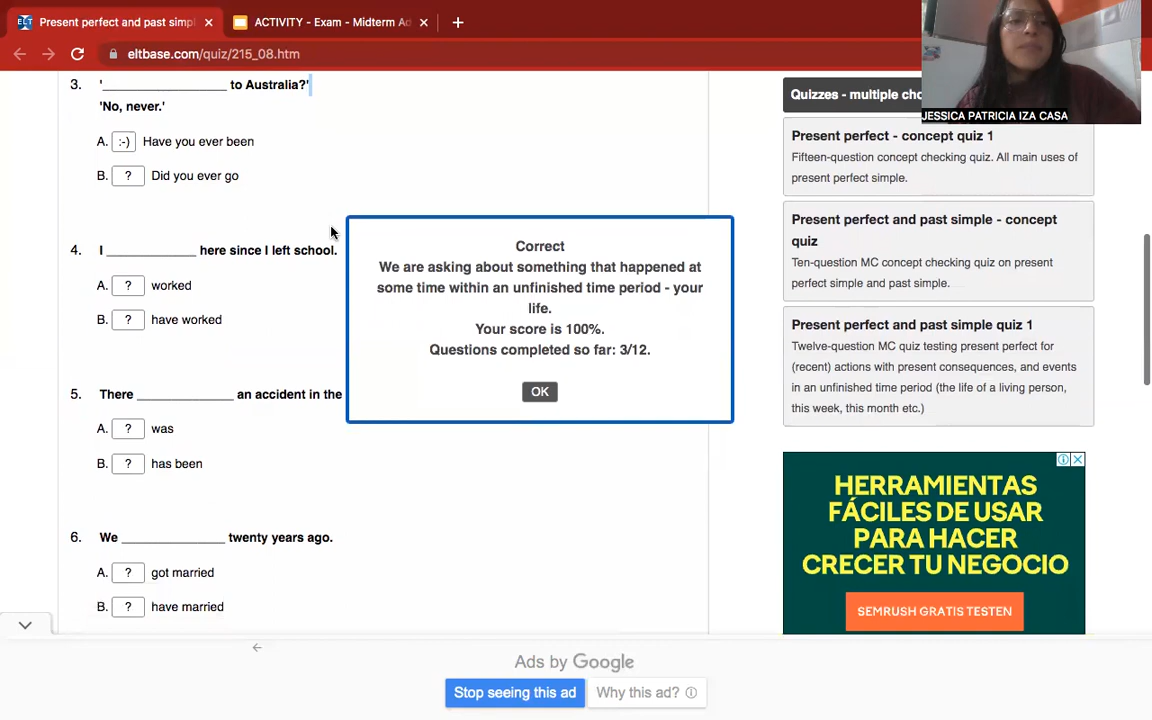 Present perfect and past simpl
ACTIVITY - Exam - Midterm Ad
eltbase.com/quiz/215_08.htm
JESSICA PATRICIA IZA CASA
3. '___________________ to Australia?'
'No, never.'
A. :-) Have you ever been
B. ? Did you ever go
4. I ______________ here since I left school.
A. ? worked
B. ? have worked
5. There _______________ an accident in the
A. ? was
B. ? has been
6. We ________________ twenty years ago.
A. ? got married
B. ? have married
Correct
We are asking about something that happened at
some time within an unfinished time period - your
life.
Your score is 100%.
Questions completed so far: 3/12.
OK
Quizzes - multiple cho
Present perfect - concept quiz 1
Fifteen-question concept checking quiz. All main uses of
present perfect simple.
Present perfect and past simple - concept
quiz
Ten-question MC concept checking quiz on present
perfect simple and past simple.
Present perfect and past simple quiz 1
Twelve-question MC quiz testing present perfect for
(recent) actions with present consequences, and events
in an unfinished time period (the life of a living person,
this week, this month etc.)
HERRAMIENTAS
FÁCILES DE USAR
PARA HACER
CRECER TU NEGOCIO
SEMRUSH GRATIS TESTEN
Ads by Google
Stop seeing this ad
Why this ad?